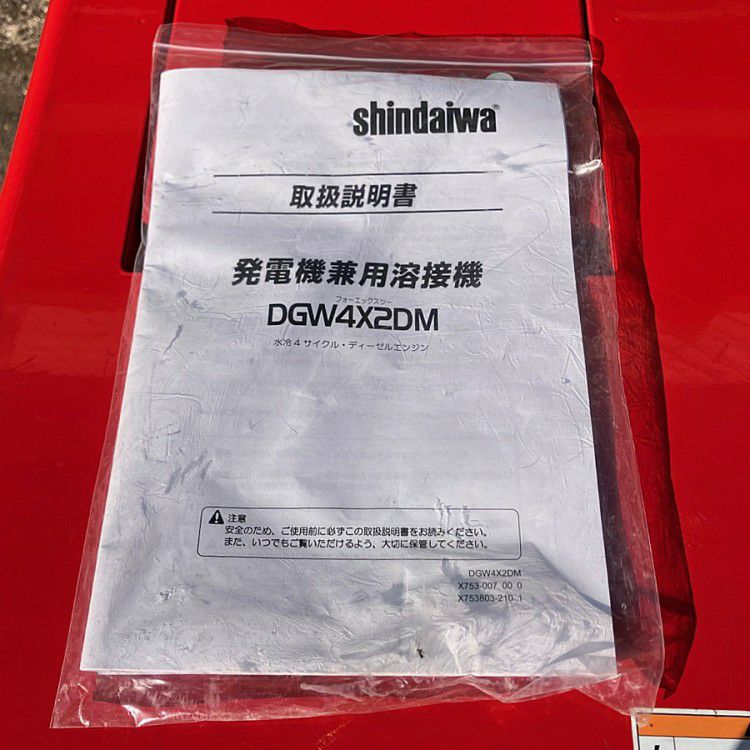 shindaiwa®
取扱説明書
発電機兼用溶接機
フォーエックスツー
DGW4X2DM
水冷4サイクル・ディーゼルエンジン
注意
安全のため、ご使用前に必ずこの取扱説明書をお読みください。
また、いつでもご覧いただけるよう、大切に保管してください。
DGW4X2DM
X753-007 00 0
X753803-210 1